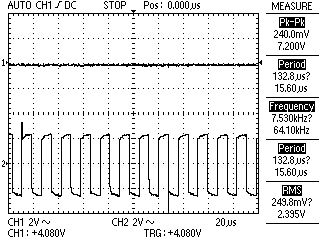 AUTO CH1 ∫ DC STOP Pos: 0.000µs MEASURE
Pk-Pk
240.0mV
7.200V
Period
132.8µs?
15.60µs
Frequency
7.530kHz?
64.10kHz
Period
132.8µs?
15.60µs
RMS
249.8mV?
2.395V
1
2
CH1 2V ~ CH2 2V ~ 20µs
CH1: +4.080V TRG: +4.080V